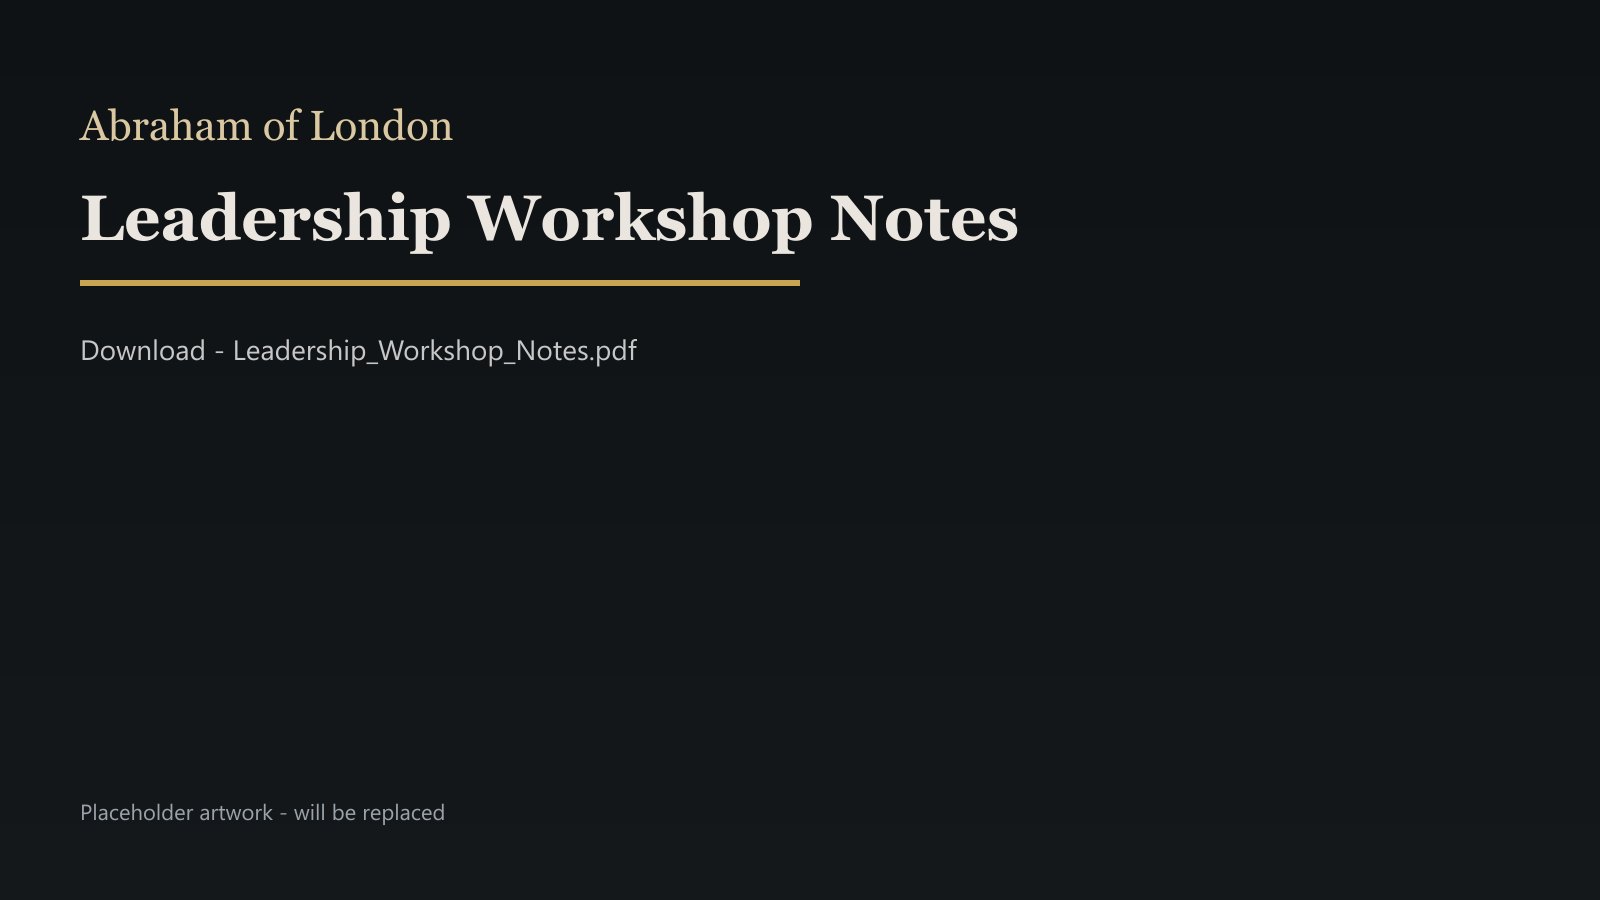 Abraham of London
Leadership Workshop Notes
Download - Leadership_Workshop_Notes.pdf
Placeholder artwork - will be replaced